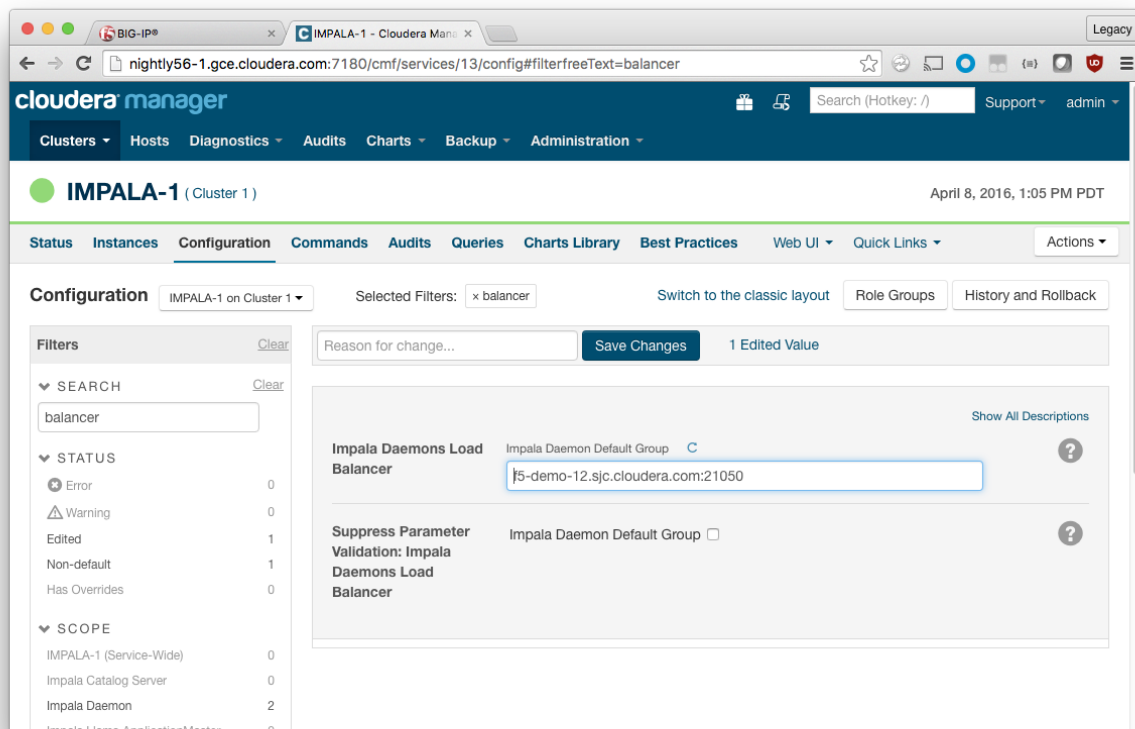 BIG-IP®
IMPALA-1 - Cloudera Mana
Legacy
nightly56-1.gce.cloudera.com:7180/cmf/services/13/config#filterfreeText=balancer
cloudera manager
Search (Hotkey: /)
Support
admin
Clusters
Hosts
Diagnostics
Audits
Charts
Backup
Administration
IMPALA-1 ( Cluster 1 )
April 8, 2016, 1:05 PM PDT
Status
Instances
Configuration
Commands
Audits
Queries
Charts Library
Best Practices
Web UI
Quick Links
Actions
Configuration
IMPALA-1 on Cluster 1
Selected Filters:
× balancer
Switch to the classic layout
Role Groups
History and Rollback
Filters
Clear
Reason for change...
Save Changes
1 Edited Value
SEARCH
Clear
balancer
STATUS
Error 0
Warning 0
Edited 1
Non-default 1
Has Overrides 0
SCOPE
IMPALA-1 (Service-Wide) 0
Impala Catalog Server 0
Impala Daemon 2
Impala Llama ApplicationMaster 0
Show All Descriptions
Impala Daemons Load
Balancer
Impala Daemon Default Group
f5-demo-12.sjc.cloudera.com:21050
?
Suppress Parameter
Validation: Impala
Daemons Load
Balancer
Impala Daemon Default Group
?